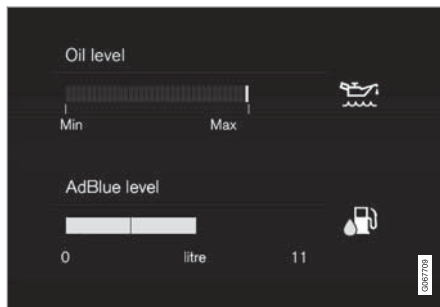 Oil level
Min Max
AdBlue level
0 litre 11
G067709